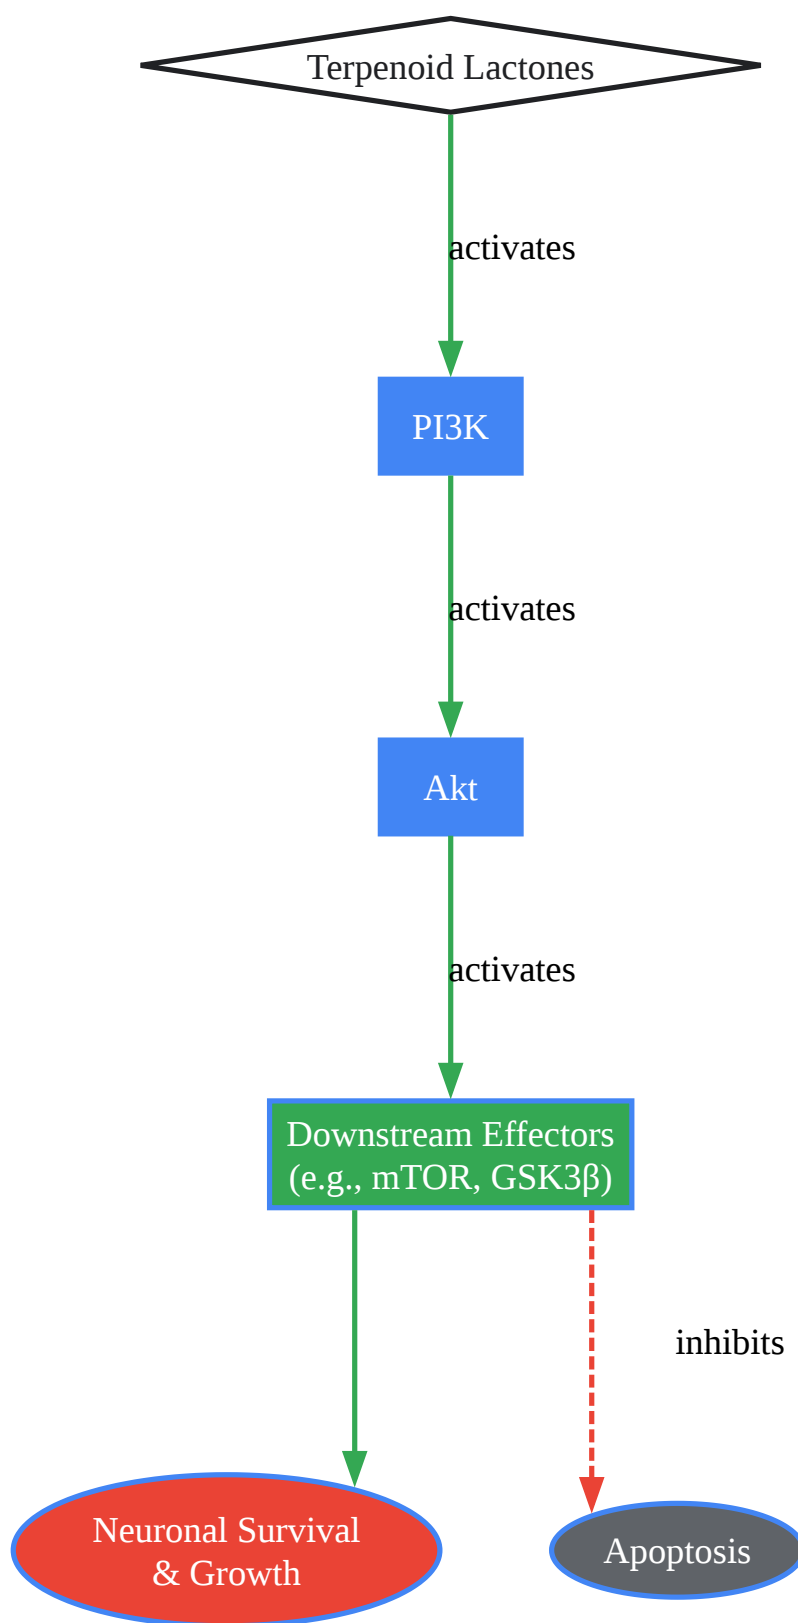 Terpenoid Lactones
activates
PI3K
activates
Akt
activates
Downstream Effectors
(e.g., mTOR, GSK3β)
inhibits
Neuronal Survival
& Growth
Apoptosis